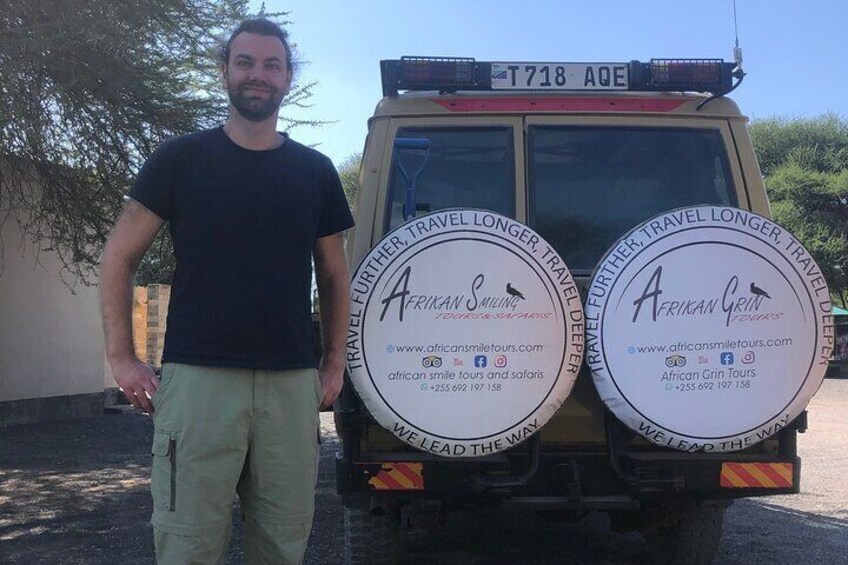 T 718 AQE
TRAVEL FURTHER, TRAVEL LONGER, TRAVEL DEEPER
AFRIKAN SMILING
TOURS&SAFARIS
www.africansmiletours.com
african smile tours and safaris
+255 692 197 158
WE LEAD THE WAY
TRAVEL FURTHER, TRAVEL LONGER, TRAVEL DEEPER
AFRIKAN GRIN
TOURS
www.africansmiletours.com
African Grin Tours
+255 692 197 158
WE LEAD THE WAY